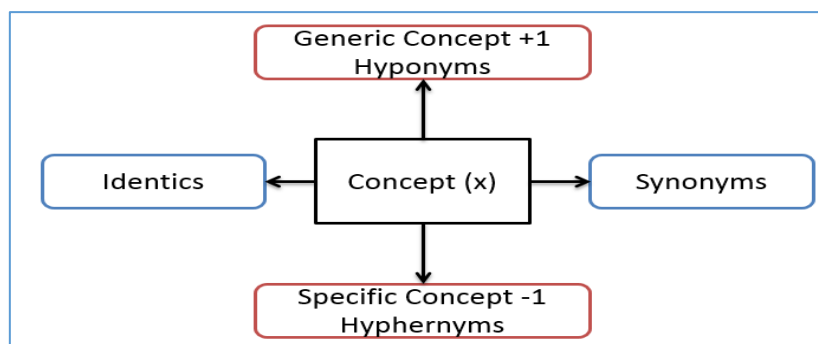 Generic Concept +1
Hyponyms
Identics
Concept (x)
Synonyms
Specific Concept -1
Hyphernyms